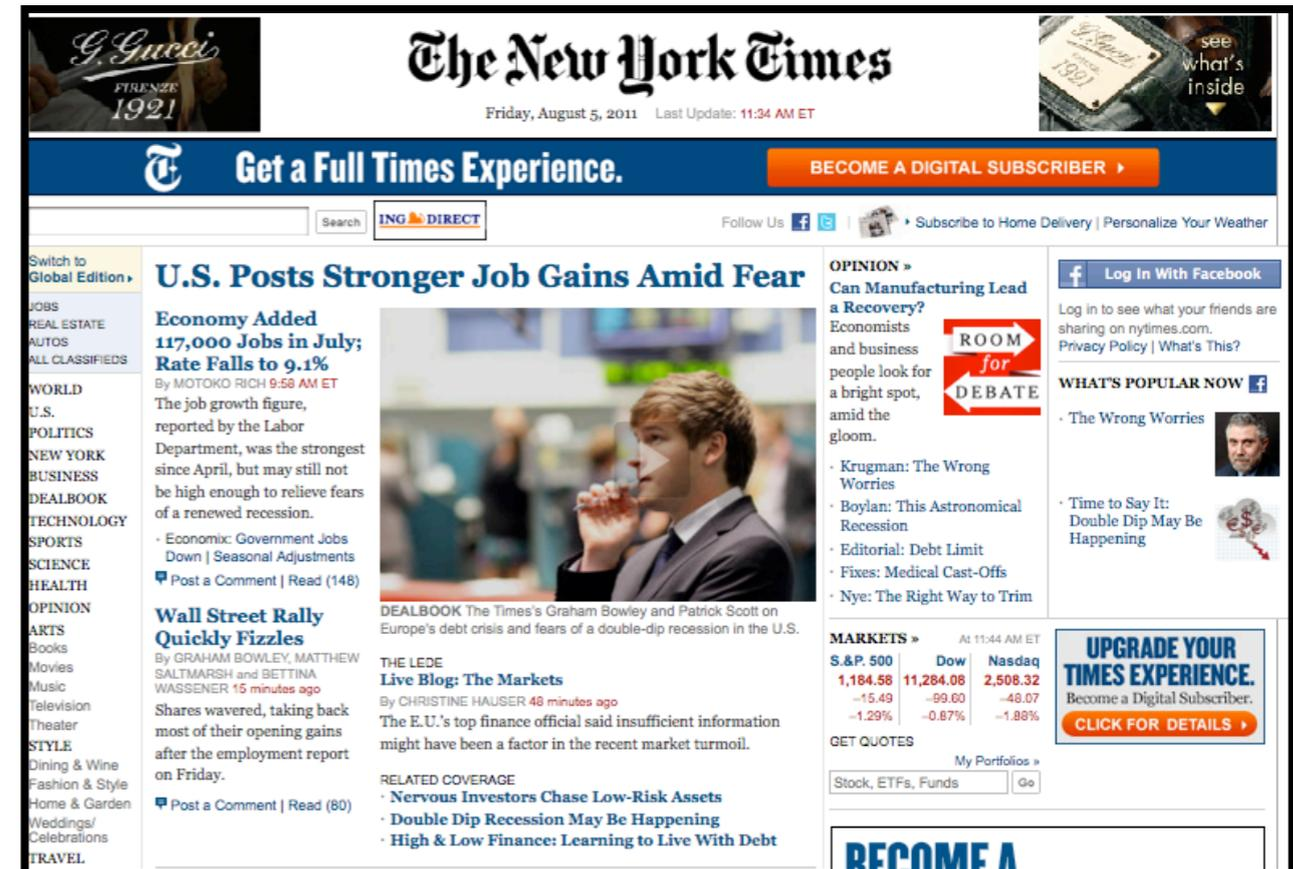 G. Gucci
FIRENZE
1921
The New York Times
Friday, August 5, 2011 Last Update: 11:34 AM ET
G. Gucci
1921
see
what's
inside
T Get a Full Times Experience.
BECOME A DIGITAL SUBSCRIBER
Search
ING DIRECT
Follow Us
Subscribe to Home Delivery | Personalize Your Weather
Switch to
Global Edition
JOBS
REAL ESTATE
AUTOS
ALL CLASSIFIEDS
WORLD
U.S.
POLITICS
NEW YORK
BUSINESS
DEALBOOK
TECHNOLOGY
SPORTS
SCIENCE
HEALTH
OPINION
ARTS
Books
Movies
Music
Television
Theater
STYLE
Dining & Wine
Fashion & Style
Home & Garden
Weddings/
Celebrations
TRAVEL
U.S. Posts Stronger Job Gains Amid Fear
Economy Added
117,000 Jobs in July;
Rate Falls to 9.1%
By MOTOKO RICH 9:58 AM ET
The job growth figure,
reported by the Labor
Department, was the strongest
since April, but may still not
be high enough to relieve fears
of a renewed recession.
· Economix: Government Jobs
Down | Seasonal Adjustments
Post a Comment | Read (148)
Wall Street Rally
Quickly Fizzles
By GRAHAM BOWLEY, MATTHEW
SALTMARSH and BETTINA
WASSENER 15 minutes ago
Shares wavered, taking back
most of their opening gains
after the employment report
on Friday.
Post a Comment | Read (80)
DEALBOOK The Times's Graham Bowley and Patrick Scott on
Europe's debt crisis and fears of a double-dip recession in the U.S.
THE LEDE
Live Blog: The Markets
By CHRISTINE HAUSER 48 minutes ago
The E.U.'s top finance official said insufficient information
might have been a factor in the recent market turmoil.
RELATED COVERAGE
· Nervous Investors Chase Low-Risk Assets
· Double Dip Recession May Be Happening
· High & Low Finance: Learning to Live With Debt
OPINION »
Can Manufacturing Lead
a Recovery?
Economists
and business
people look for
a bright spot,
amid the
gloom.
ROOM
for
DEBATE
· Krugman: The Wrong
Worries
· Boylan: This Astronomical
Recession
· Editorial: Debt Limit
· Fixes: Medical Cast-Offs
· Nye: The Right Way to Trim
MARKETS » At 11:44 AM ET
S.&P. 500 Dow Nasdaq
1,184.58 11,284.08 2,508.32
–15.49 –99.60 –48.07
–1.29% –0.87% –1.88%
GET QUOTES
My Portfolios »
Stock, ETFs, Funds Go
Log In With Facebook
Log in to see what your friends are
sharing on nytimes.com.
Privacy Policy | What's This?
WHAT'S POPULAR NOW
· The Wrong Worries
· Time to Say It:
Double Dip May Be
Happening
€$
UPGRADE YOUR
TIMES EXPERIENCE.
Become a Digital Subscriber.
CLICK FOR DETAILS
BECOME A